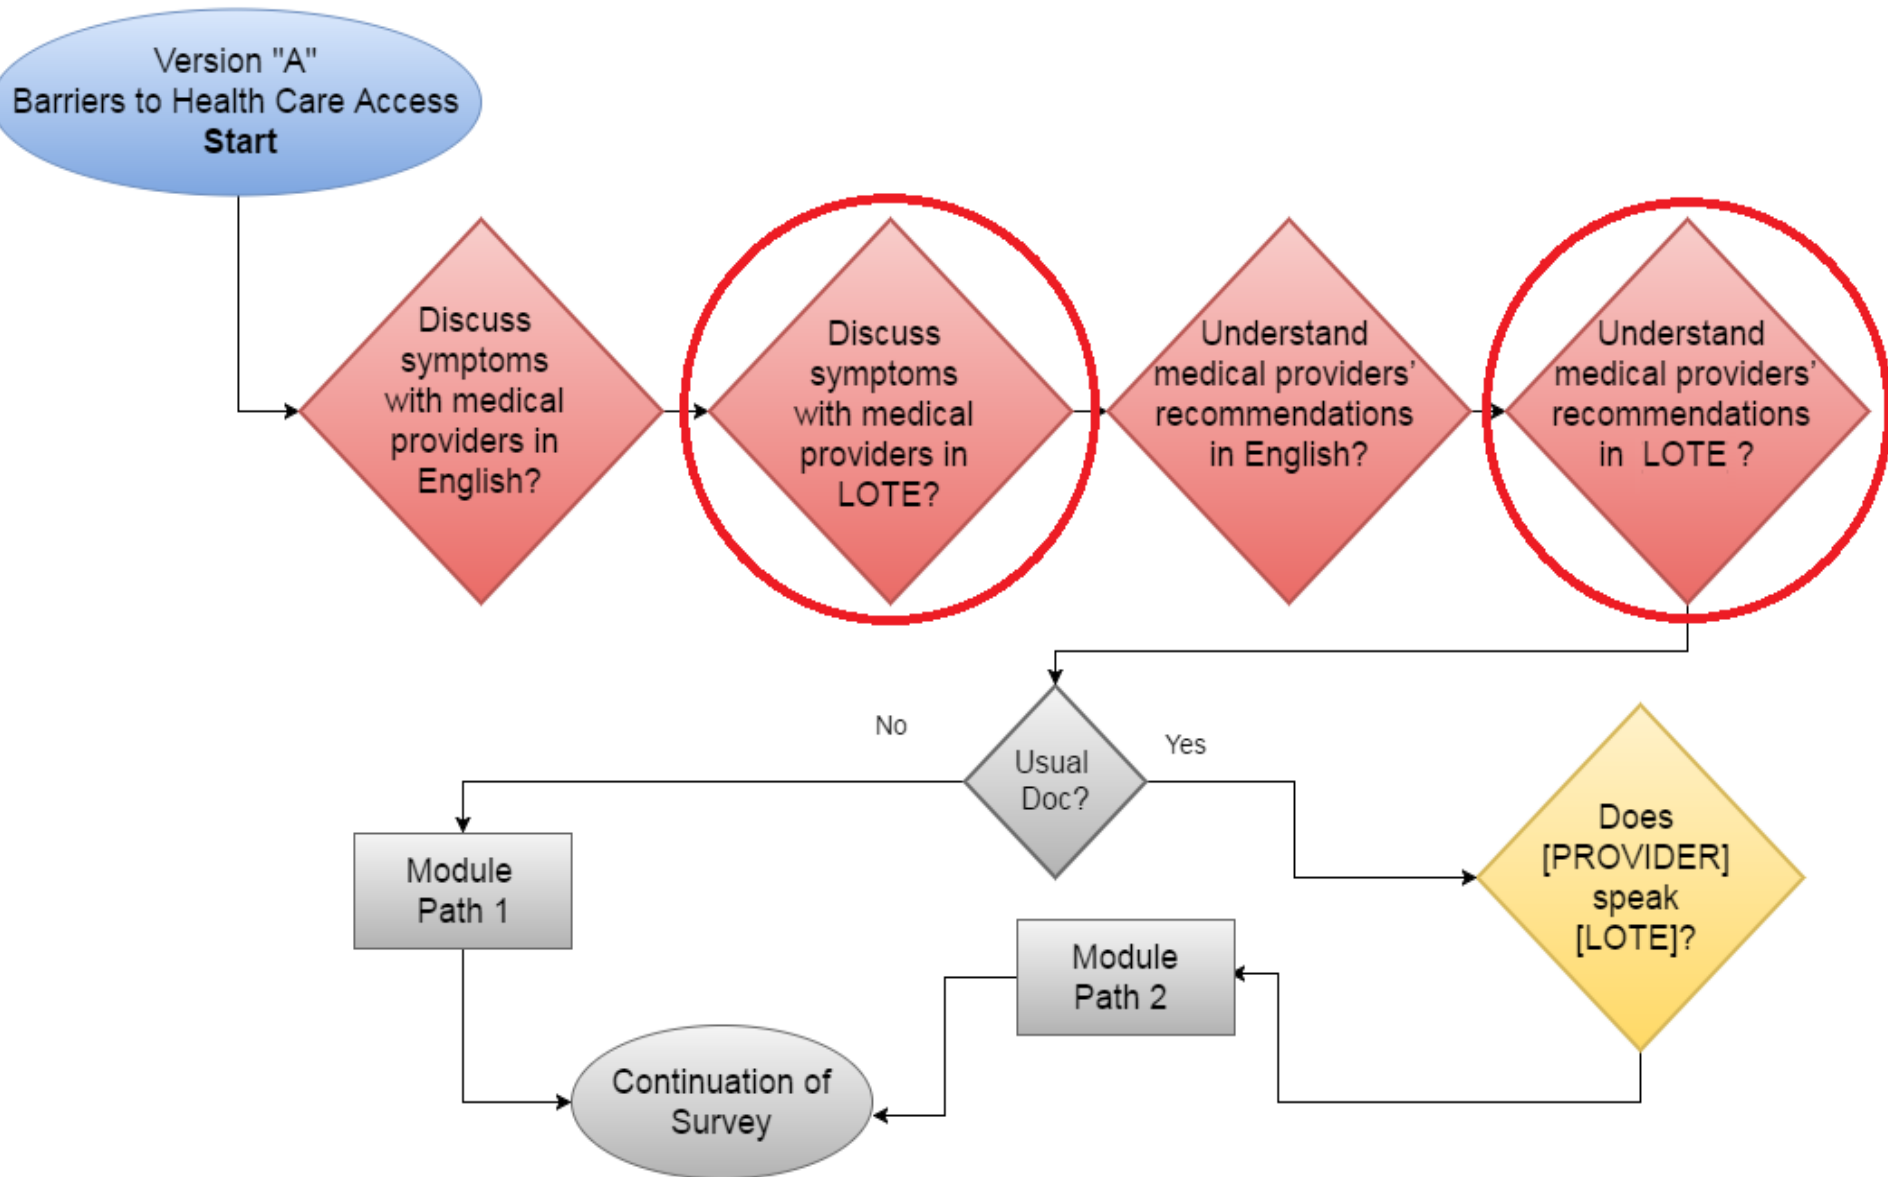 Version "A"
Barriers to Health Care Access
Start
Discuss
symptoms
with medical
providers in
English?
Discuss
symptoms
with medical
providers in
LOTE?
Understand
medical providers’
recommendations
in English?
Understand
medical providers’
recommendations
in LOTE ?
No
Usual
Doc?
Yes
Does
[PROVIDER]
speak
[LOTE]?
Module
Path 1
Module
Path 2
Continuation of
Survey